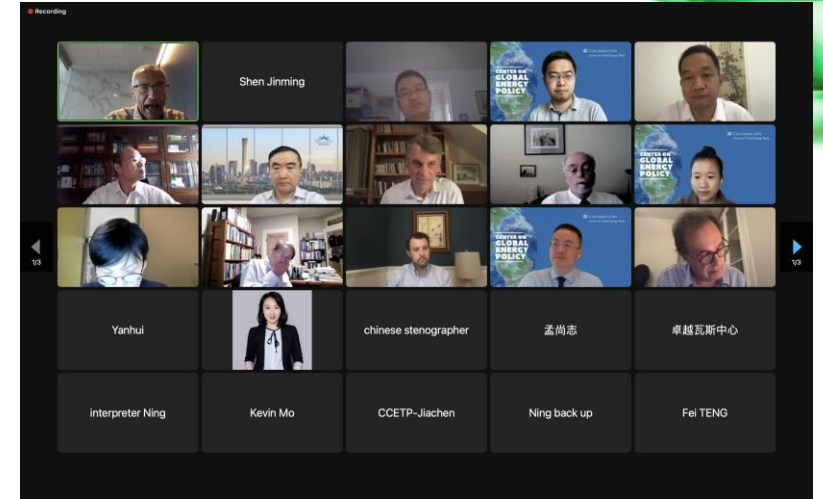 Recording
Shen Jinming
CENTER ON
GLOBAL
ENERGY
POLICY
CENTER ON
GLOBAL
ENERGY
POLICY
1/3
CENTER ON
GLOBAL
ENERGY
POLICY
1/3
Yanhui
chinese stenographer
孟尚志
卓越瓦斯中心
interpreter Ning
Kevin Mo
CCETP-Jiachen
Ning back up
Fei TENG